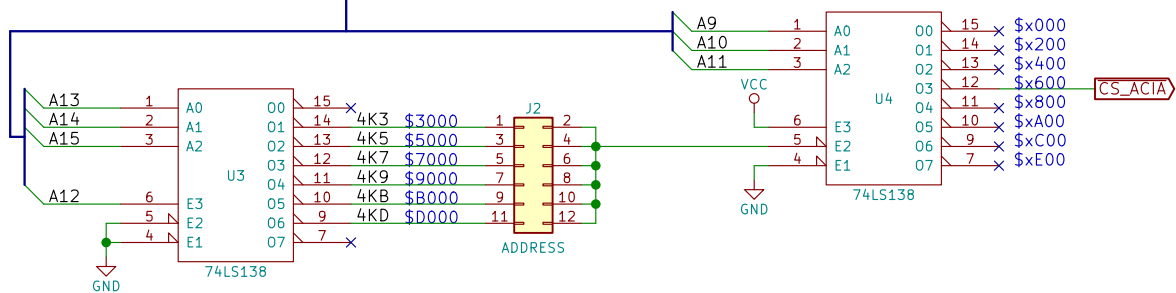 A9 1 A0 O0 15 $x000
A10 2 A1 O1 14 $x200
A11 3 A2 O2 13 $x400
O3 12 $x600 CS_ACIA
VCC U4 O4 11 $x800
6 E3 O5 10 $xA00
5 E2 O6 9 $xC00
4 E1 O7 7 $xE00
GND 74LS138
A13 1 A0 O0 15 J2
A14 2 A1 O1 14 4K3 $3000 1 2
A15 3 A2 O2 13 4K5 $5000 3 4
O3 12 4K7 $7000 5 6
U3 O4 11 4K9 $9000 7 8
A12 6 E3 O5 10 4KB $B000 9 10
5 E2 O6 9 4KD $D000 11 12
4 E1 O7 7 ADDRESS
GND 74LS138